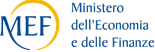 MEF
Ministero
dell'Economia
e delle Finanze